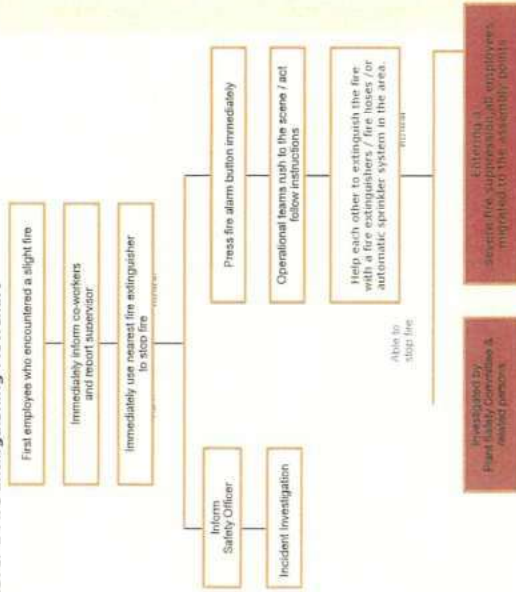 First employee who encountered a slight fire
Immediately inform co-workers
and report supervisor
Immediately use nearest fire extinguisher
to stop fire
Inform
Safety Officer
Incident Investigation
Press fire alarm button immediately
Operational teams rush to the scene / act
follow instructions
Help each other to extinguish the fire
with a fire extinguishers / fire hoses /or
automatic sprinkler system in the area.
Able to
stop fire
Investigated by
Plant Safety Committee &
related persons
Entering a
severe fire suppression,all employees
migrated to the assembly points